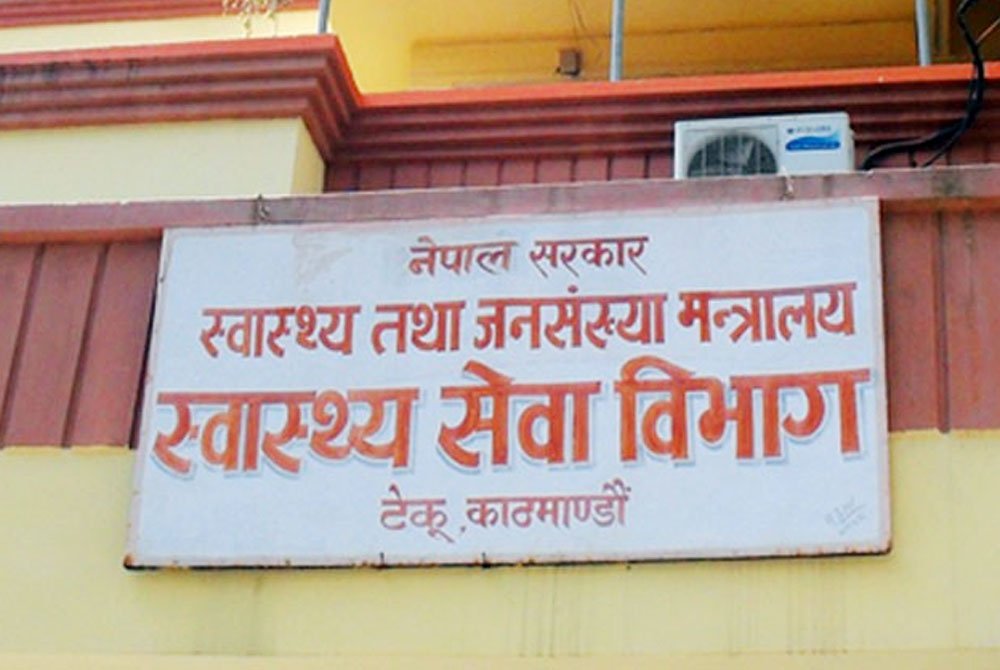 नेपाल सरकार
स्वास्थ्य तथा जनसंख्या मन्त्रालय
स्वास्थ्य सेवा विभाग
टेकू, काठमाण्डौं